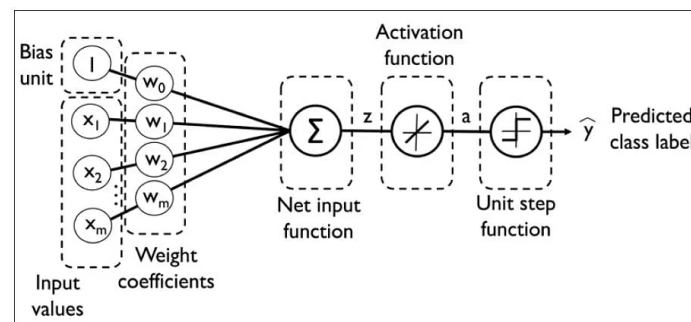 Bias
unit
1
w0
x1
w1
x2
w2
⋮
xm
wm
Input
values
Weight
coefficients
Σ
Net input
function
z
Activation
function
a
Unit step
function
ŷ
Predicted
class label